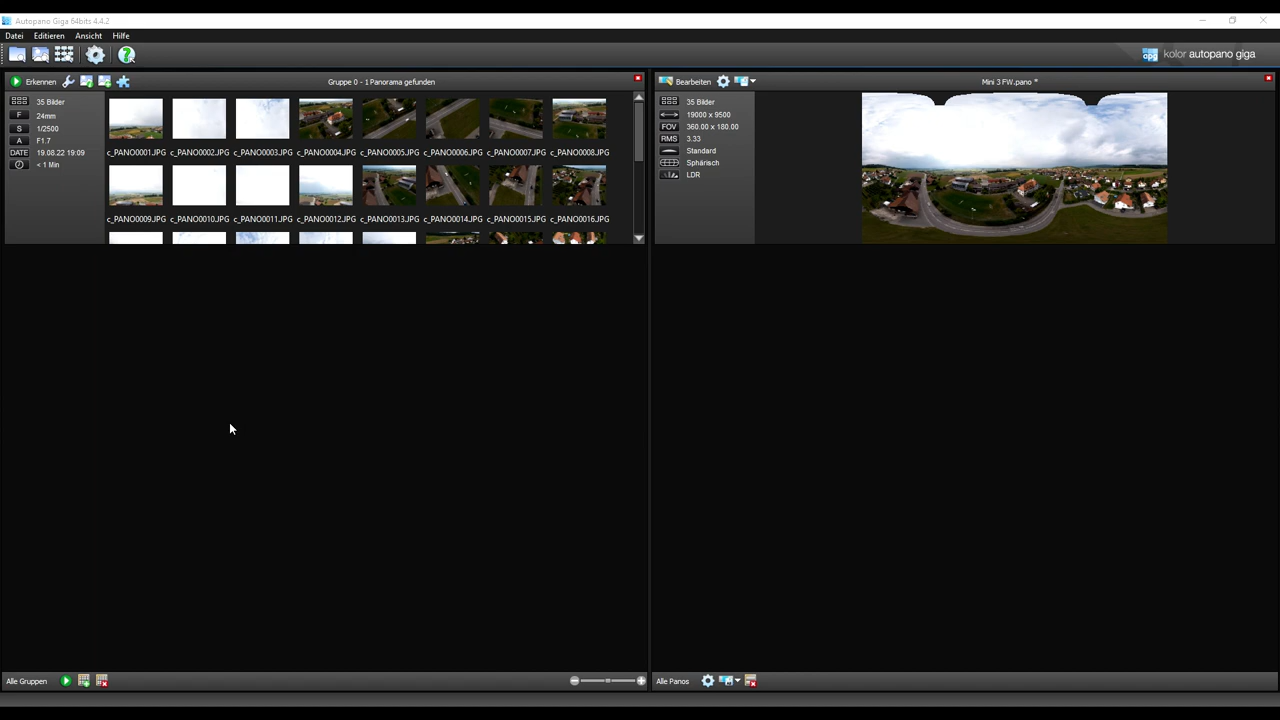 Autopano Giga 64bits 4.4.2
Datei Editieren Ansicht Hilfe
kolor autopano giga
Erkennen
Gruppe 0 - 1 Panorama gefunden
35 Bilder
F 24mm
S 1/2500
A F1.7
DATE 19.08.22 19:09
< 1 Min
c_PANO0001.JPG c_PANO0002.JPG c_PANO0003.JPG c_PANO0004.JPG c_PANO0005.JPG c_PANO0006.JPG c_PANO0007.JPG c_PANO0008.JPG
c_PANO0009.JPG c_PANO0010.JPG c_PANO0011.JPG c_PANO0012.JPG c_PANO0013.JPG c_PANO0014.JPG c_PANO0015.JPG c_PANO0016.JPG
Alle Gruppen
Bearbeiten
Mini 3 FW.pano *
35 Bilder
19000 x 9500
FOV 360.00 x 180.00
RMS 3.33
Standard
Sphärisch
LDR
Alle Panos